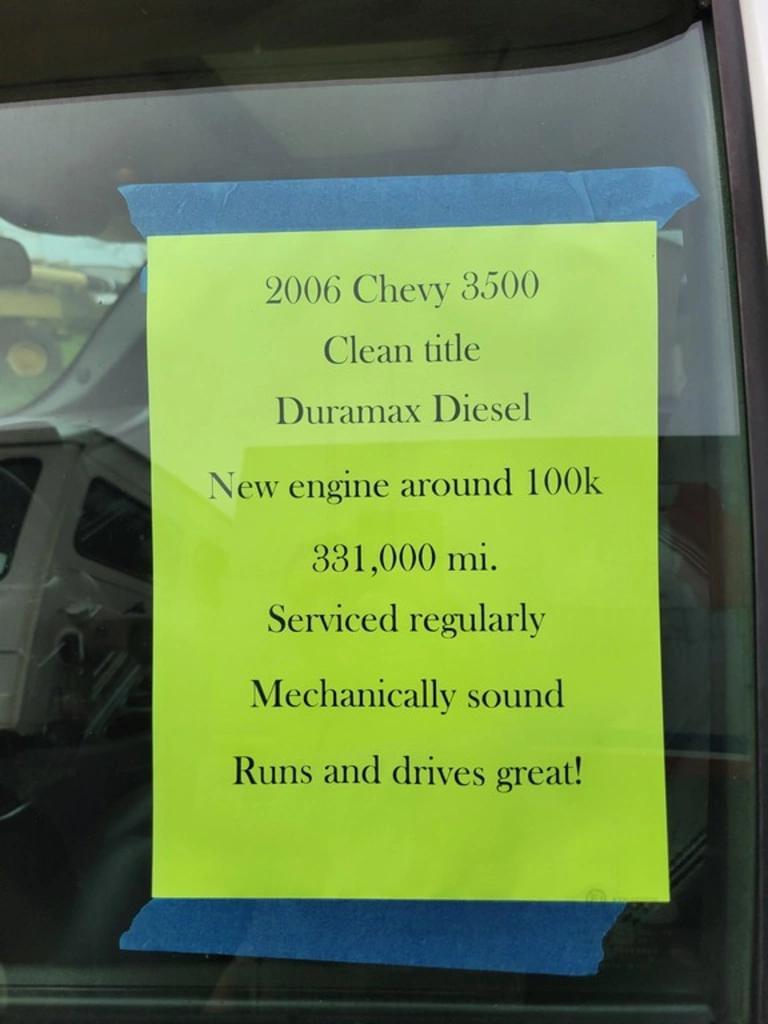 2006 Chevy 3500
Clean title
Duramax Diesel
New engine around 100k
331,000 mi.
Serviced regularly
Mechanically sound
Runs and drives great!